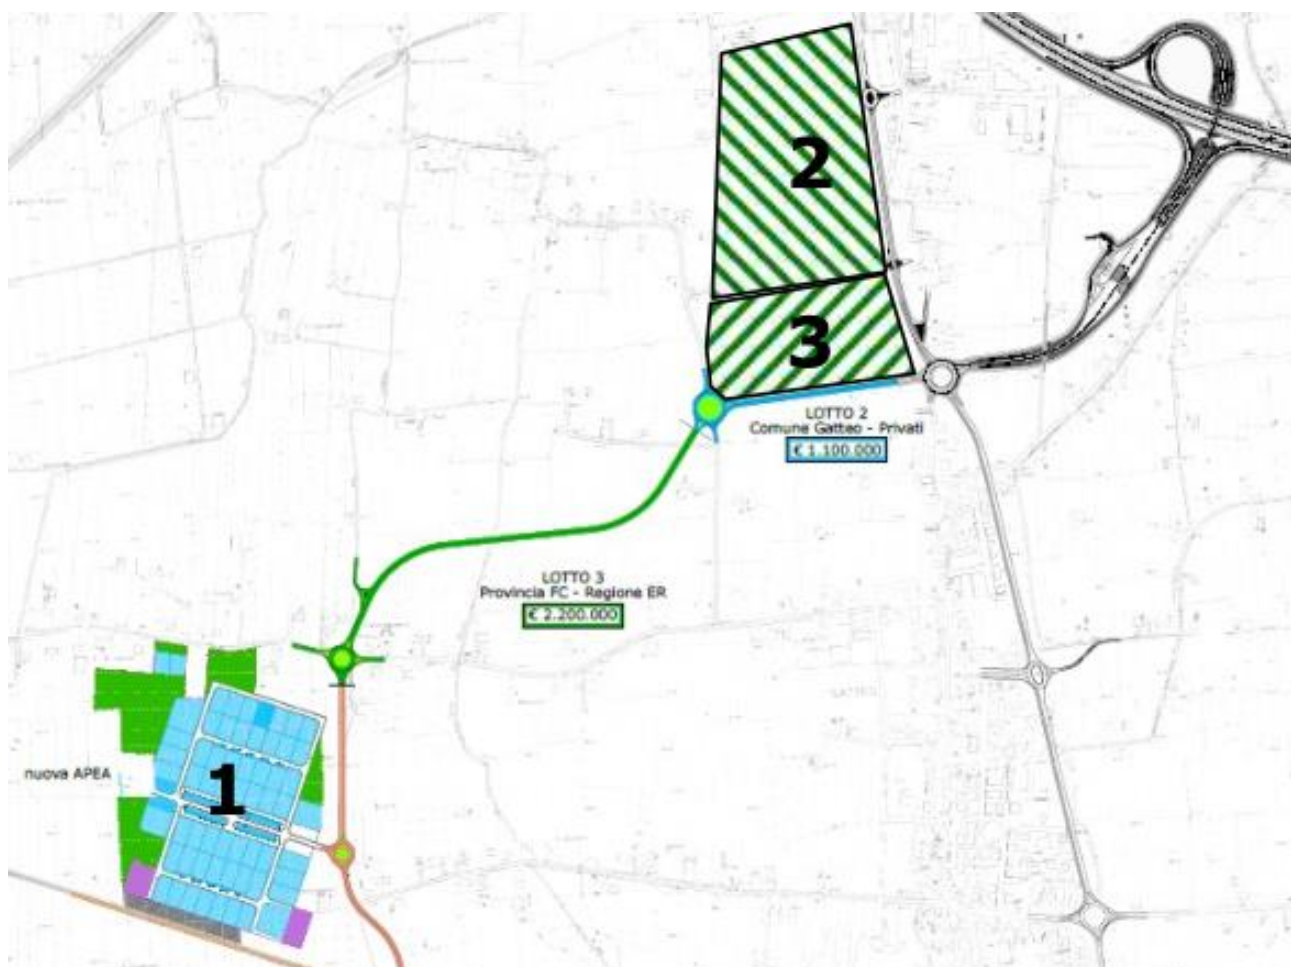 2
3
LOTTO 2
Comune Gatteo - Privati
€ 1.100.000
LOTTO 3
Provincia FC - Regione ER
€ 2.200.000
GATTEO
nuova APEA
1